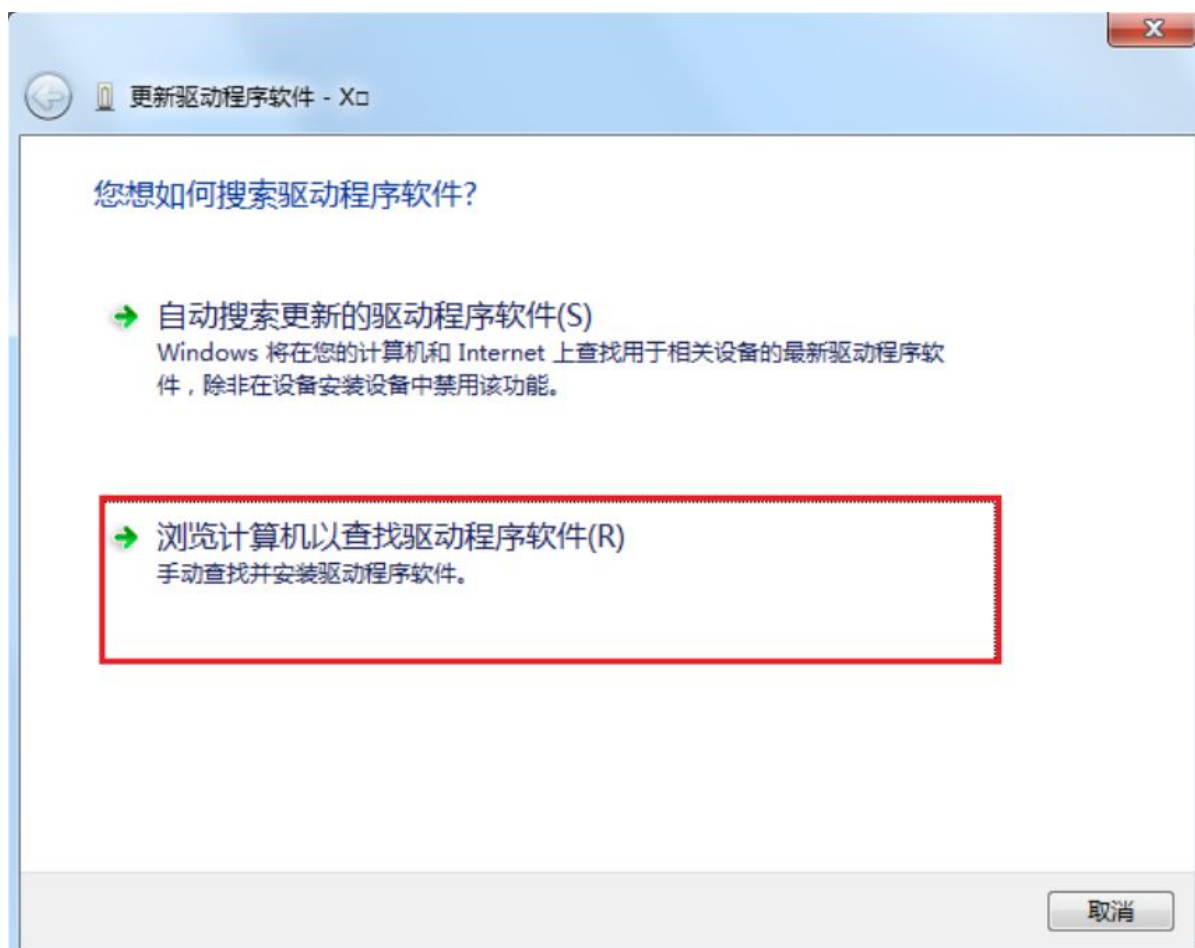 更新驱动程序软件 - X□
您想如何搜索驱动程序软件?
自动搜索更新的驱动程序软件(S)
Windows 将在您的计算机和 Internet 上查找用于相关设备的最新驱动程序软
件，除非在设备安装设备中禁用该功能。
浏览计算机以查找驱动程序软件(R)
手动查找并安装驱动程序软件。
取消